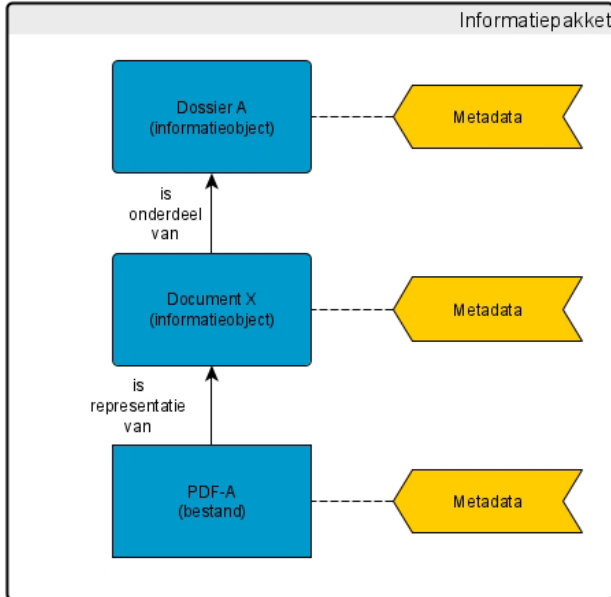 Informatiepakket
Dossier A
(informatieobject)
Metadata
is
onderdeel
van
Document X
(informatieobject)
Metadata
is
representatie
van
PDF-A
(bestand)
Metadata